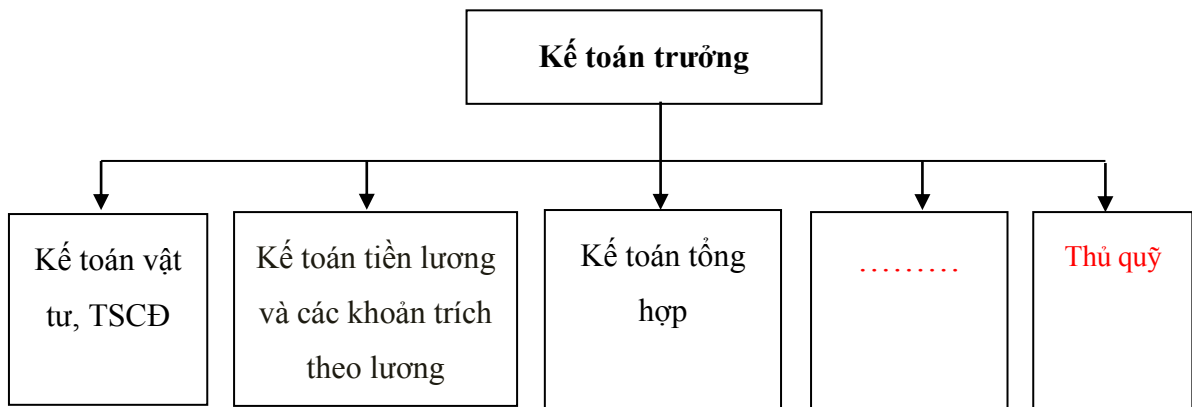 Kế toán trưởng
Kế toán vật
tư, TSCĐ
Kế toán tiền lương
và các khoản trích
theo lương
Kế toán tổng
hợp
………
Thủ quỹ